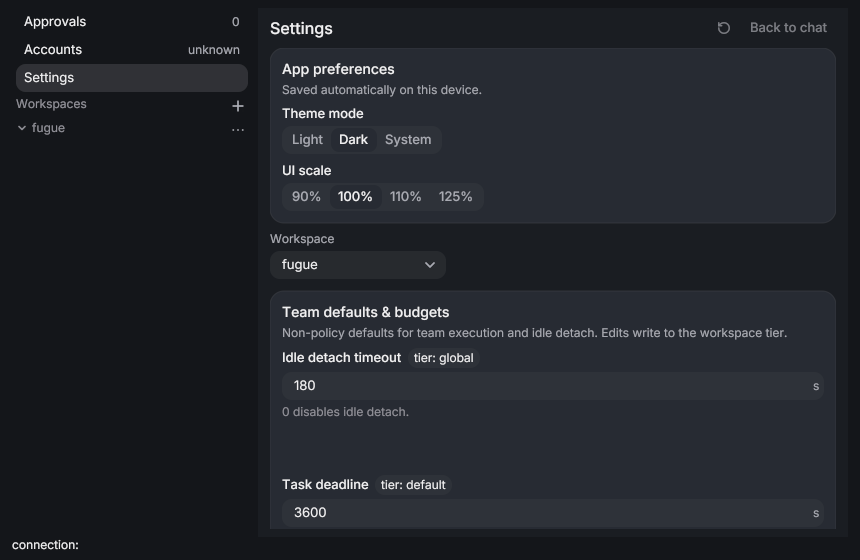 Approvals 0
Accounts unknown
Settings
Workspaces +
fugue ...
connection:
Settings Back to chat
App preferences
Saved automatically on this device.
Theme mode
Light Dark System
UI scale
90% 100% 110% 125%
Workspace
fugue
Team defaults & budgets
Non-policy defaults for team execution and idle detach. Edits write to the workspace tier.
Idle detach timeout tier: global
180 s
0 disables idle detach.
Task deadline tier: default
3600 s